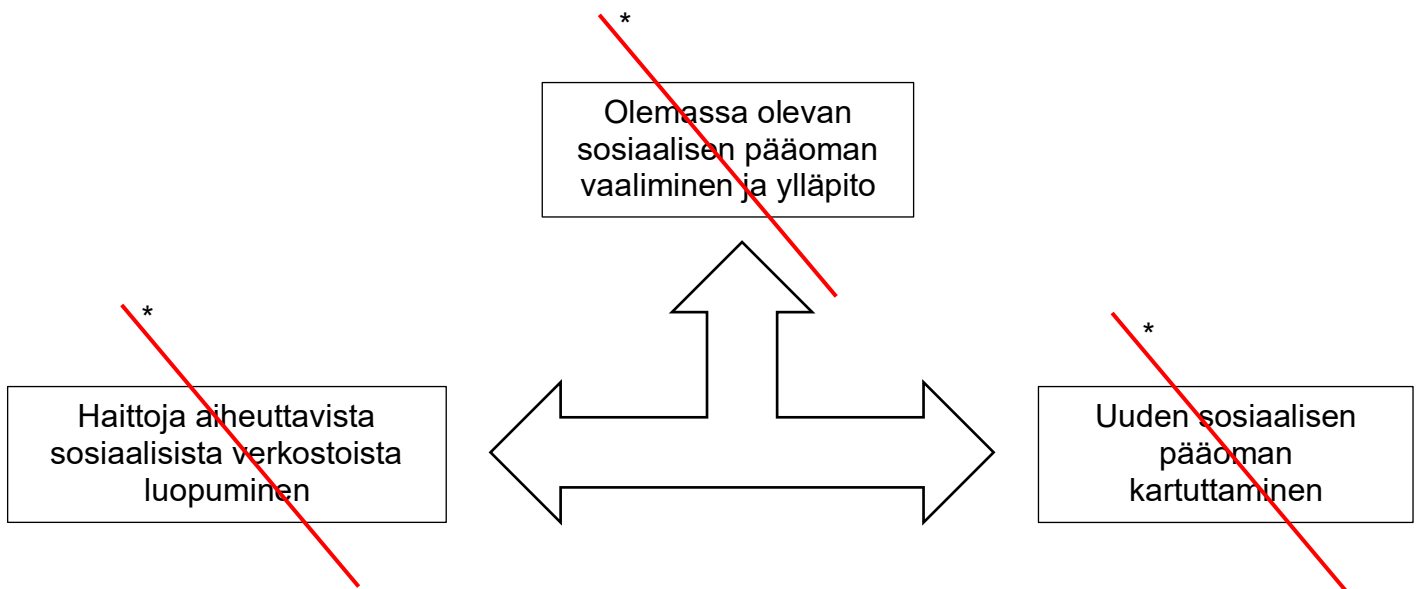 *
Olemassa olevan
sosiaalisen pääoman
vaaliminen ja ylläpito
*
Haittoja aiheuttavista
sosiaalisista verkostoista
luopuminen
*
Uuden sosiaalisen
pääoman
kartuttaminen